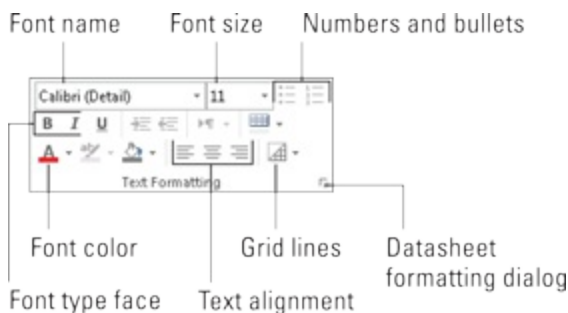 Font name Font size Numbers and bullets
Calibri (Detail) 11
B I U
A ab
Text Formatting
Font color Grid lines Datasheet
formatting dialog
Font type face Text alignment